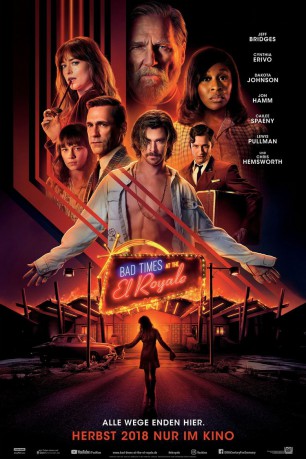 JEFF
BRIDGES
CYNTHIA
ERIVO
DAKOTA
JOHNSON
JON
HAMM
CAILEE
SPAENY
LEWIS
PULLMAN
UND
CHRIS
HEMSWORTH
BAD TIMES AT THE
El Royale
ALLE WEGE ENDEN HIER.
HERBST 2018 NUR IM KINO